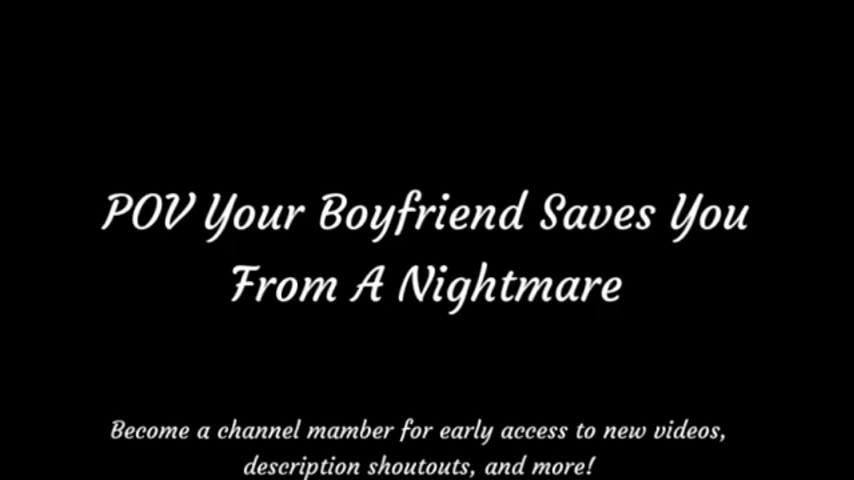 POV Your Boyfriend Saves You
From A Nightmare
Become a channel mamber for early access to new videos,
description shoutouts, and more!